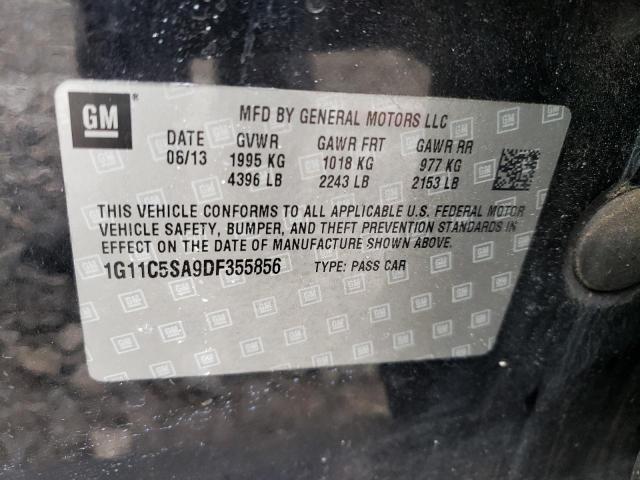 GM
MFD BY GENERAL MOTORS LLC
DATE GVWR GAWR FRT GAWR RR
06/13 1995 KG 1018 KG 977 KG
4396 LB 2243 LB 2153 LB
THIS VEHICLE CONFORMS TO ALL APPLICABLE U.S. FEDERAL MOTOR
VEHICLE SAFETY, BUMPER, AND THEFT PREVENTION STANDARDS IN
EFFECT ON THE DATE OF MANUFACTURE SHOWN ABOVE.
1G11C5SA9DF355856 TYPE: PASS CAR